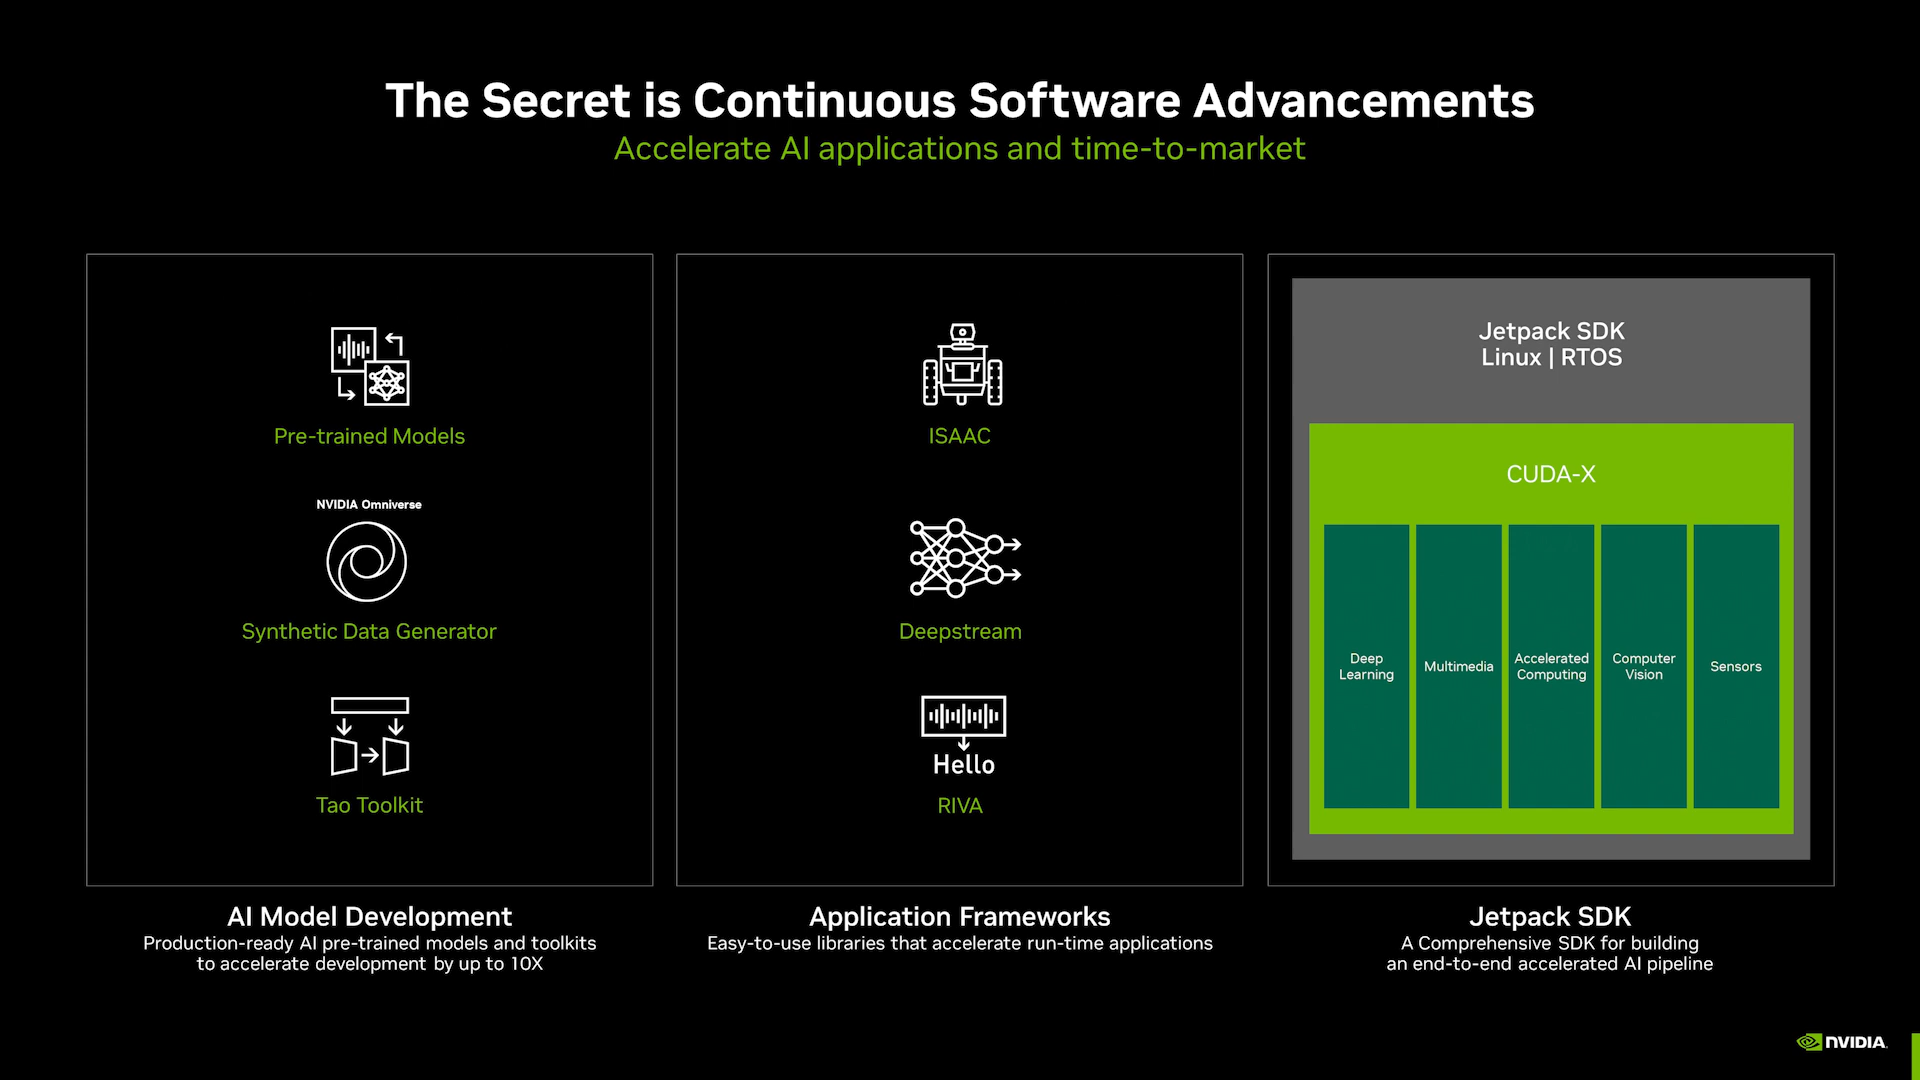 The Secret is Continuous Software Advancements
Accelerate AI applications and time-to-market
Pre-trained Models
NVIDIA Omniverse
Synthetic Data Generator
Tao Toolkit
AI Model Development
Production-ready AI pre-trained models and toolkits
to accelerate development by up to 10X
ISAAC
Deepstream
Hello
RIVA
Application Frameworks
Easy-to-use libraries that accelerate run-time applications
Jetpack SDK
Linux | RTOS
CUDA-X
Deep
Learning
Multimedia
Accelerated
Computing
Computer
Vision
Sensors
Jetpack SDK
A Comprehensive SDK for building
an end-to-end accelerated AI pipeline
NVIDIA.